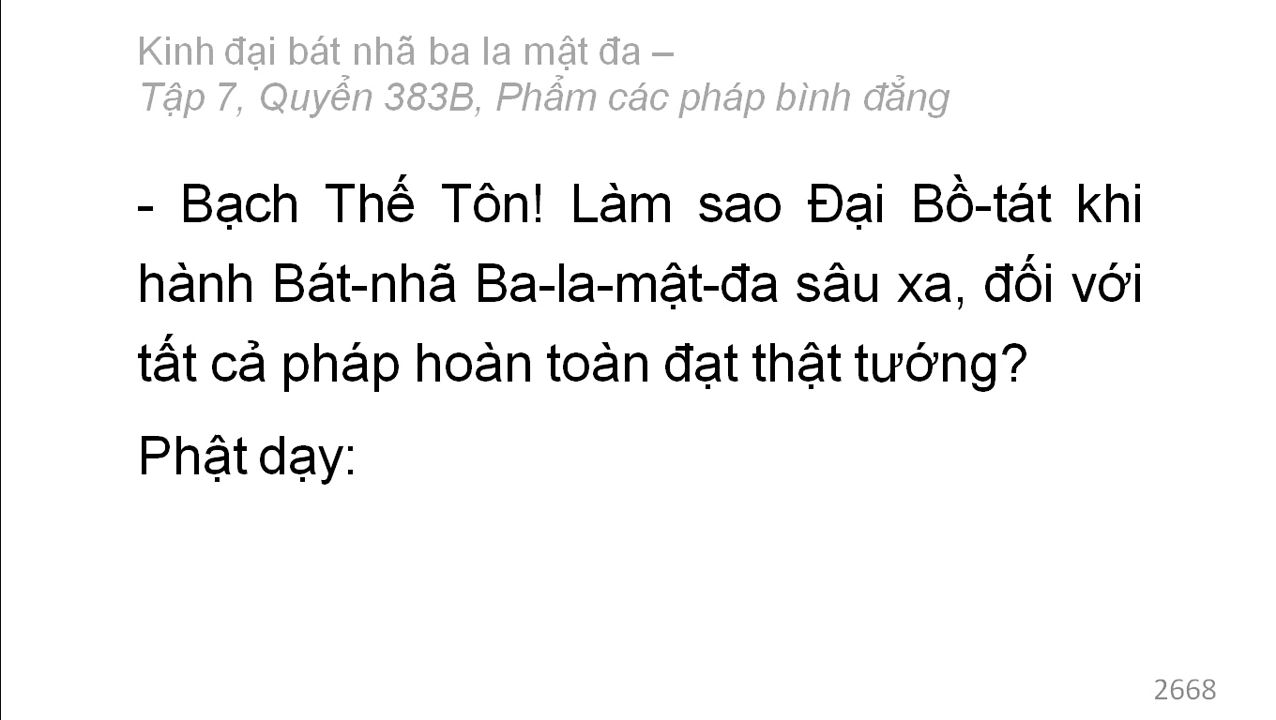 Kinh đại bát nhã ba la mật đa –
Tập 7, Quyển 383B, Phẩm các pháp bình đẳng
- Bạch Thế Tôn! Làm sao Đại Bồ-tát khi
hành Bát-nhã Ba-la-mật-đa sâu xa, đối với
tất cả pháp hoàn toàn đạt thật tướng?
Phật dạy:
2668